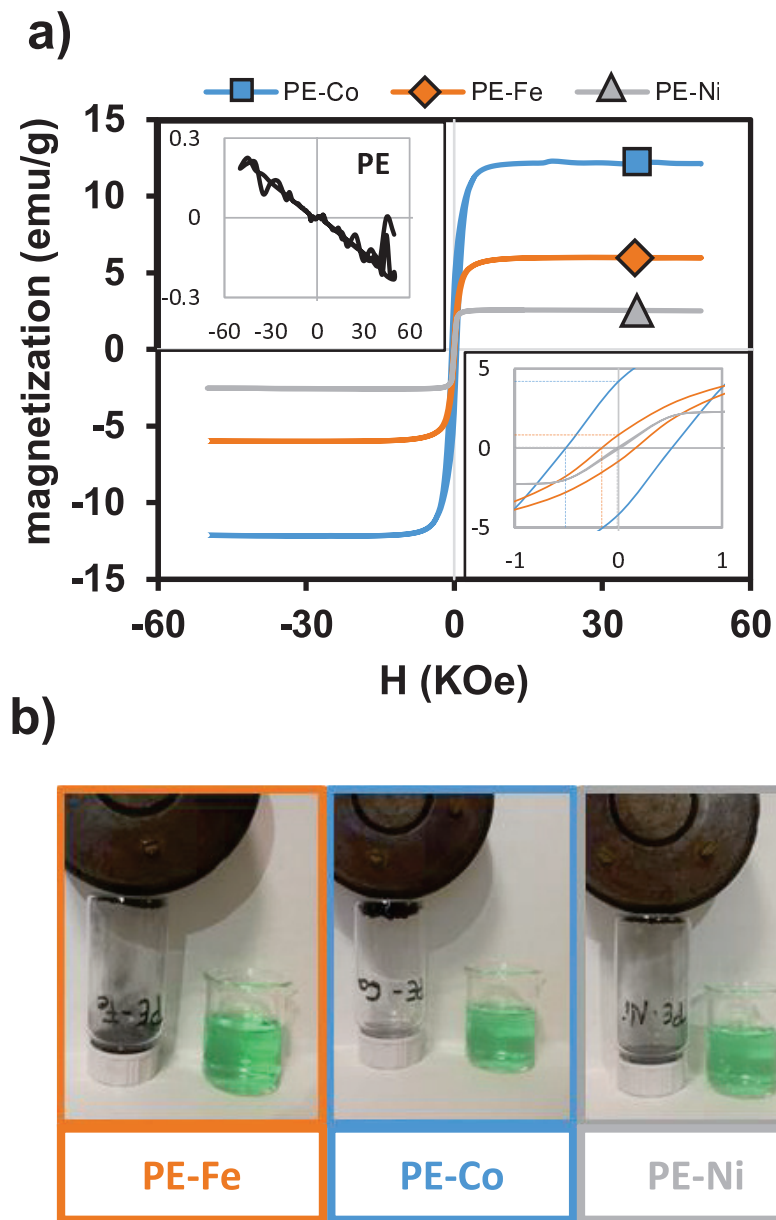 a)
PE-Co PE-Fe PE-Ni
magnetization (emu/g)
15
10
5
0
-5
-10
-15
-60 -30 0 30 60
H (KOe)
PE
0.3
0
-0.3
-60 -30 0 30 60
5
0
-5
-1 0 1
b)
PE-Fe
PE-Co
PE-Ni
PE-Fe PE-Co PE-Ni